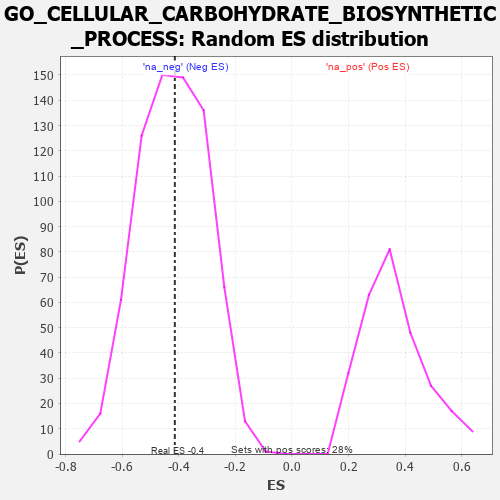 GO_CELLULAR_CARBOHYDRATE_BIOSYNTHETIC
_PROCESS: Random ES distribution
'na_neg' (Neg ES)
'na_pos' (Pos ES)
150
140
130
120
110
100
90
80
70
60
50
40
30
20
10
0
P(ES)
Real ES -0.4
Sets with pos scores: 28%
-0.8 -0.6 -0.4 -0.2 0.0 0.2 0.4 0.6
ES